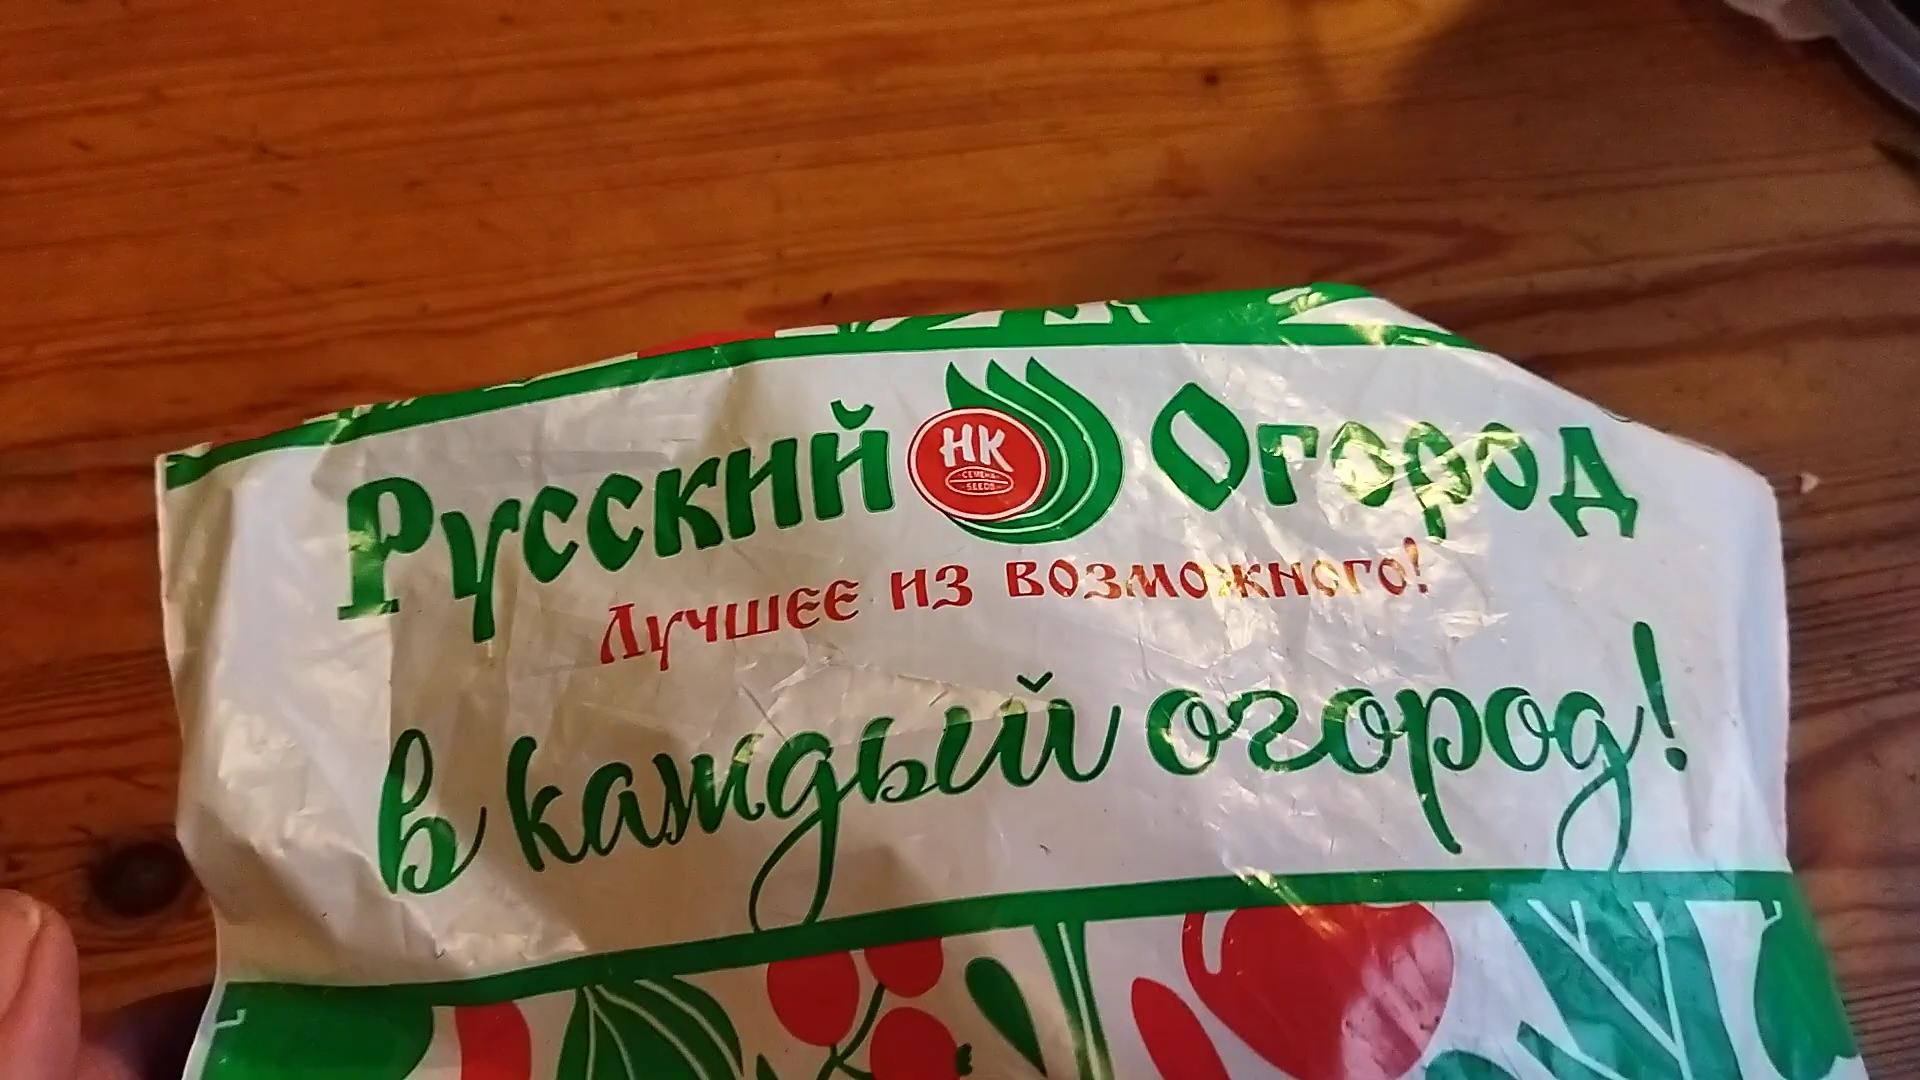 Русский НК Огород
СЕМЕНА
SEEDS
Лучшее из возможного!
в каждый огород!